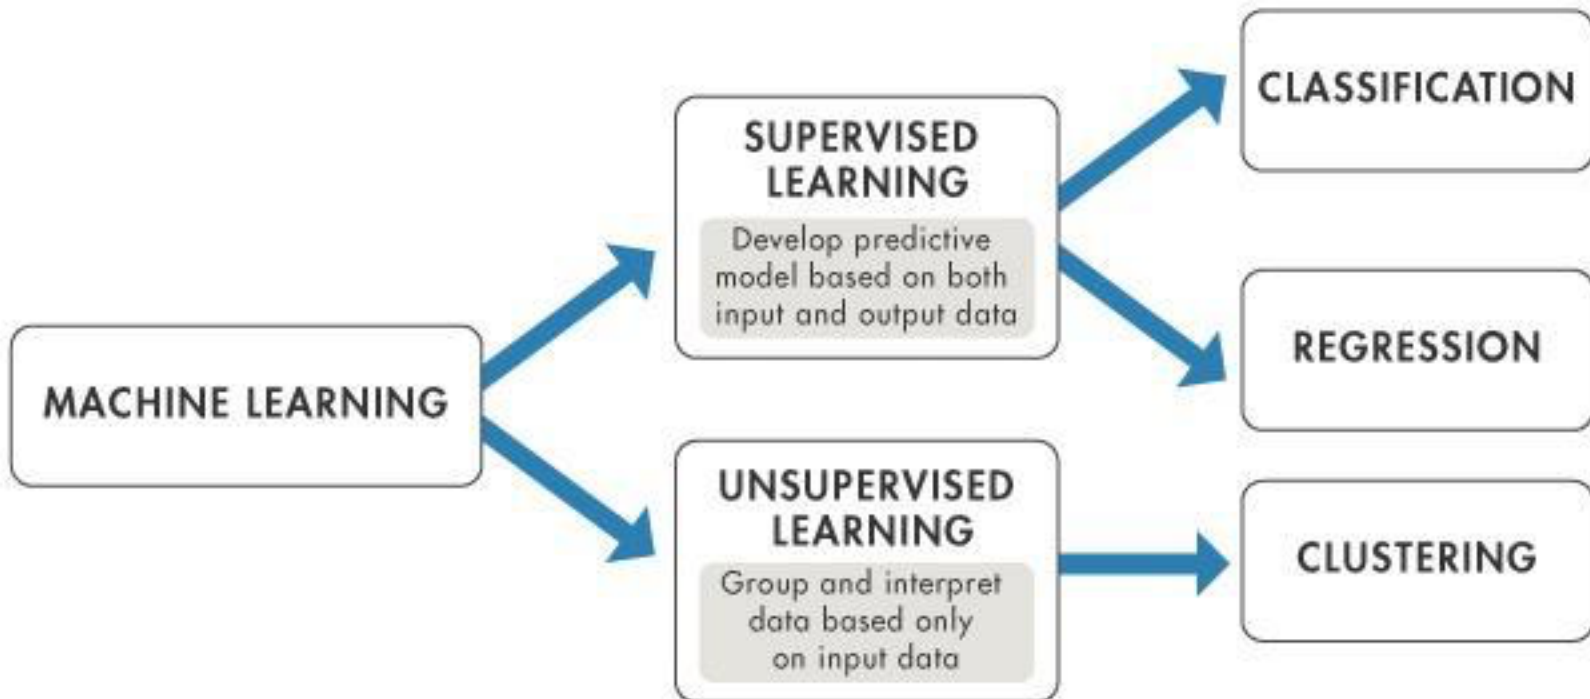 MACHINE LEARNING
SUPERVISED
LEARNING
Develop predictive
model based on both
input and output data
UNSUPERVISED
LEARNING
Group and interpret
data based only
on input data
CLASSIFICATION
REGRESSION
CLUSTERING